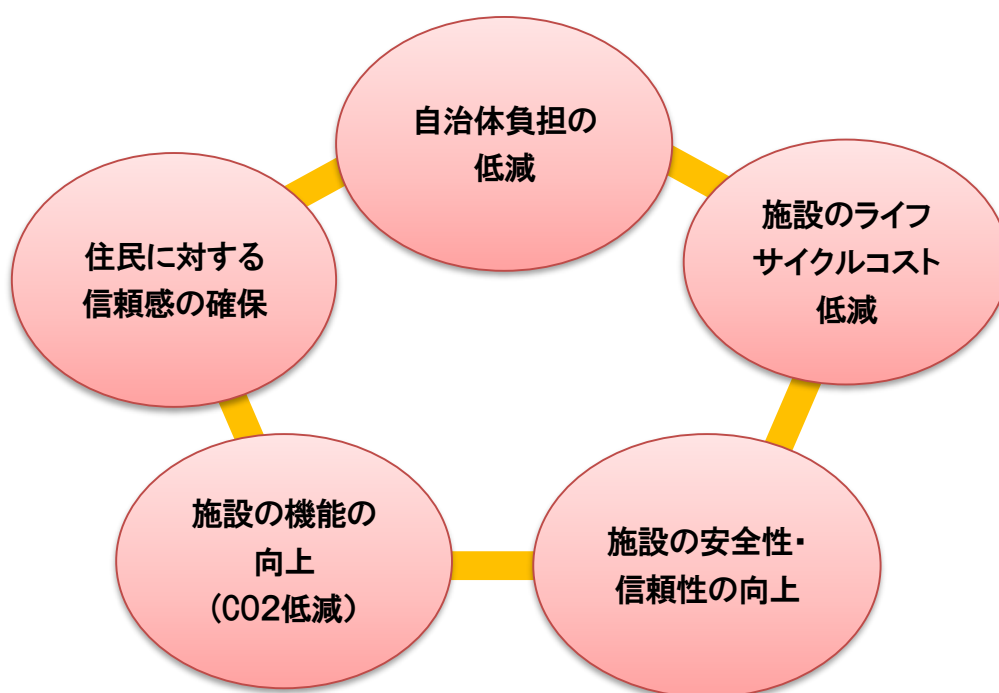 自治体負担の
低減
施設のライフ
サイクルコスト
低減
住民に対する
信頼感の確保
施設の機能の
向上
（CO2低減）
施設の安全性・
信頼性の向上